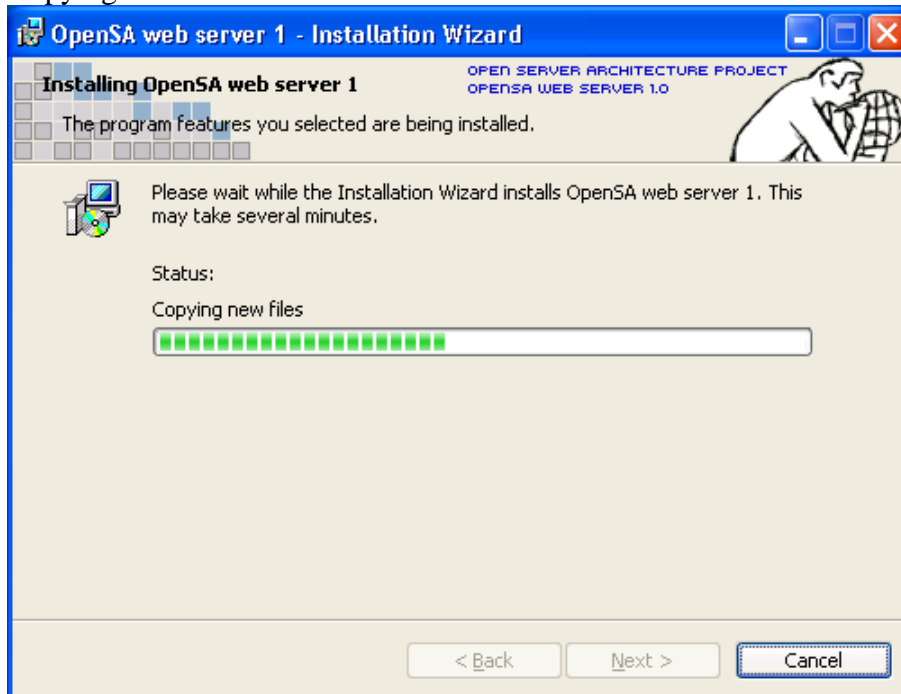 OpenSA web server 1 - Installation Wizard
Installing OpenSA web server 1
OPEN SERVER ARCHITECTURE PROJECT
OPENSA WEB SERVER 1.0
The program features you selected are being installed.
Please wait while the Installation Wizard installs OpenSA web server 1. This
may take several minutes.
Status:
Copying new files
< Back
Next >
Cancel